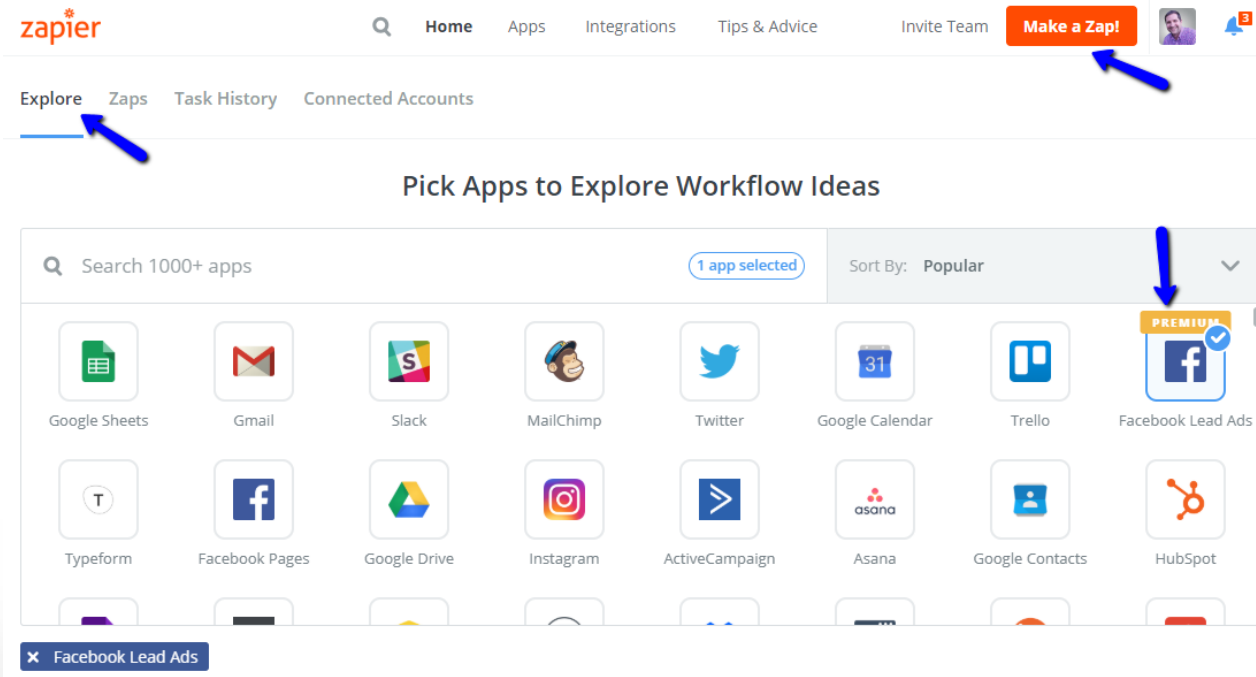 zapier Home Apps Integrations Tips & Advice Invite Team Make a Zap! 3
Explore Zaps Task History Connected Accounts
Pick Apps to Explore Workflow Ideas
Search 1000+ apps 1 app selected Sort By: Popular
PREMIUM
S 31
Google Sheets Gmail Slack MailChimp Twitter Google Calendar Trello Facebook Lead Ads
T asana
Typeform Facebook Pages Google Drive Instagram ActiveCampaign Asana Google Contacts HubSpot
× Facebook Lead Ads